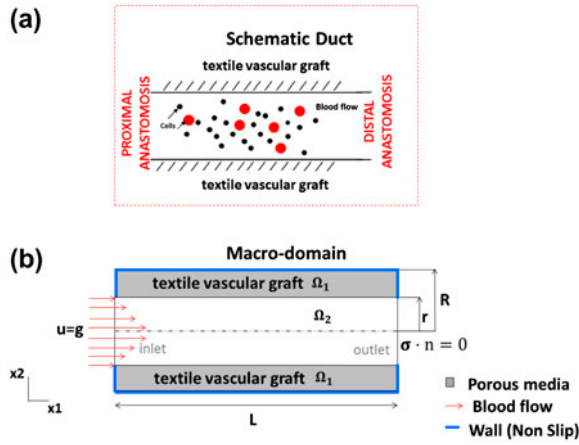 (a)
Schematic Duct
textile vascular graft
PROXIMAL
ANASTOMOSIS
Cells
Blood flow
DISTAL
ANASTOMOSIS
textile vascular graft
(b)
Macro-domain
textile vascular graft Ω₁
R
r
Ω₂
u=g
inlet
outlet
σ · n = 0
textile vascular graft Ω₁
x2
x1
L
Porous media
Blood flow
Wall (Non Slip)